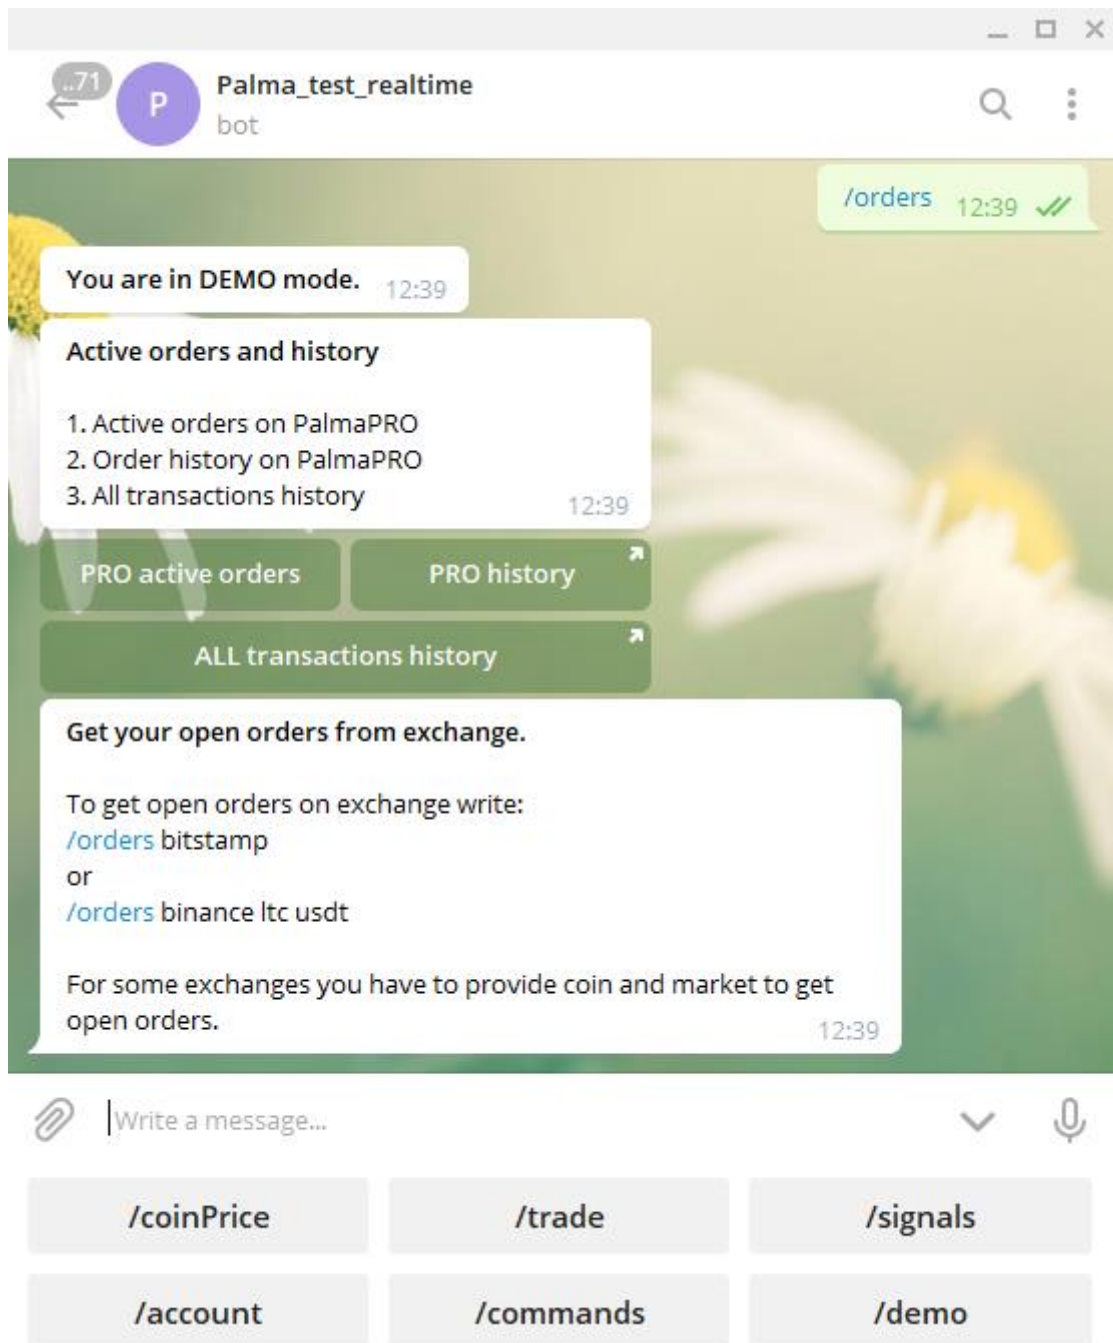 ..71
P
Palma_test_realtime
bot
/orders 12:39
You are in DEMO mode. 12:39
Active orders and history
1. Active orders on PalmaPRO
2. Order history on PalmaPRO
3. All transactions history
12:39
PRO active orders
PRO history
ALL transactions history
Get your open orders from exchange.
To get open orders on exchange write:
/orders bitstamp
or
/orders binance ltc usdt
For some exchanges you have to provide coin and market to get
open orders.
12:39
Write a message...
/coinPrice
/trade
/signals
/account
/commands
/demo